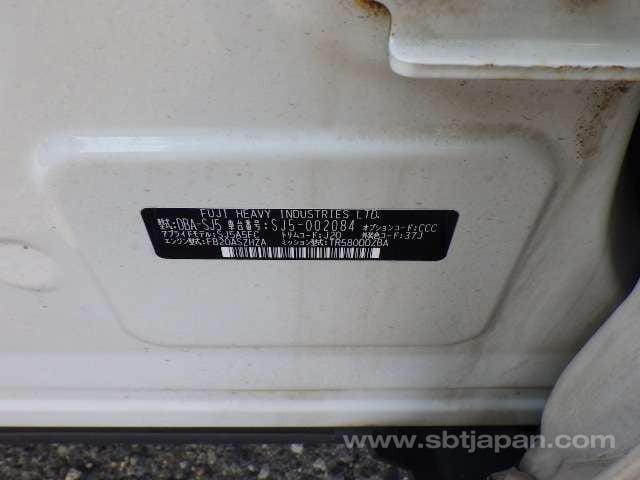 FUJI HEAVY INDUSTRIES LTD.
型式:DBA-SJ5 車台番号:SJ5-002084 オプションコード:CCC
アプライドモデル:SJ5A5FC トリムコード:J20 外装色コード:37J
エンジン型式:FB20ASZHZA ミッション型式:TR580DDZBA
www.sbtjapan.com